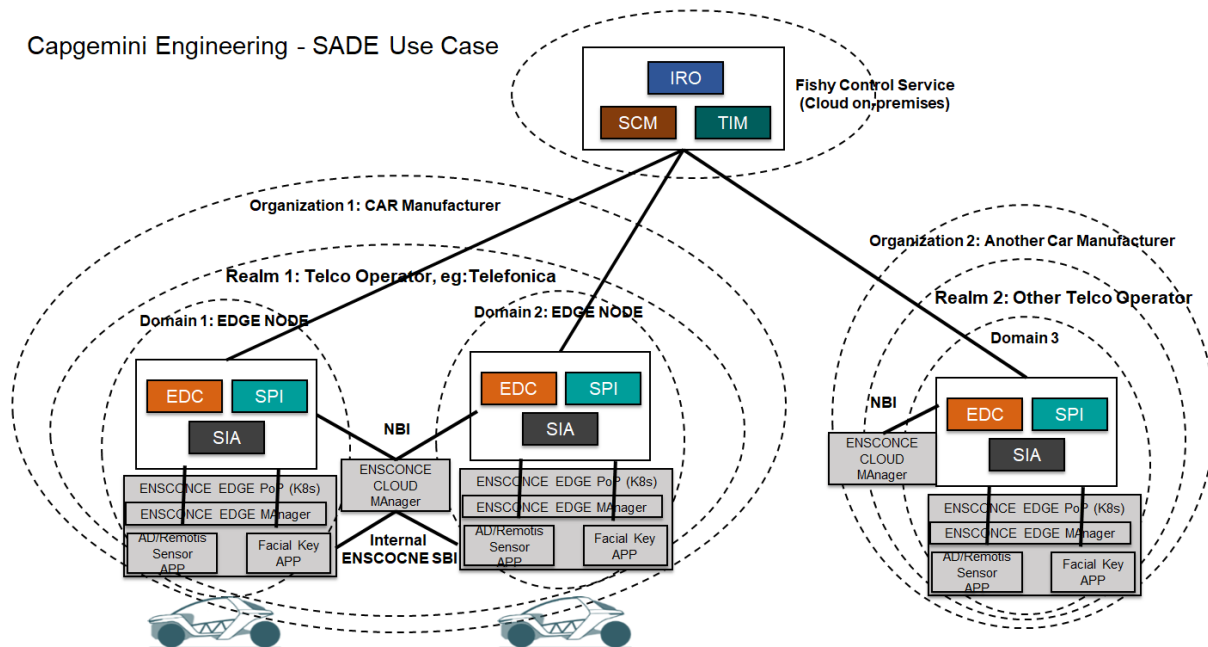 Capgemini Engineering - SADE Use Case
IRO
SCM
TIM
Fishy Control Service
(Cloud on-premises)
Organization 1: CAR Manufacturer
Realm 1: Telco Operator, eg:Telefonica
Domain 1: EDGE NODE
EDC
SPI
SIA
ENSCONCE EDGE PoP (K8s)
ENSCONCE EDGE MAnager
AD/Remotis
Sensor
APP
Facial Key
APP
NBI
ENSCONCE
CLOUD
MAnager
Internal
ENSCOCNE SBI
Domain 2: EDGE NODE
EDC
SPI
SIA
ENSCONCE EDGE PoP (K8s)
ENSCONCE EDGE MAnager
AD/Remotis
Sensor
APP
Facial Key
APP
Organization 2: Another Car Manufacturer
Realm 2: Other Telco Operator
Domain 3
NBI
ENSCONCE
CLOUD
MAnager
EDC
SPI
SIA
ENSCONCE EDGE PoP (K8s)
ENSCONCE EDGE MAnager
AD/Remotis
Sensor
APP
Facial Key
APP